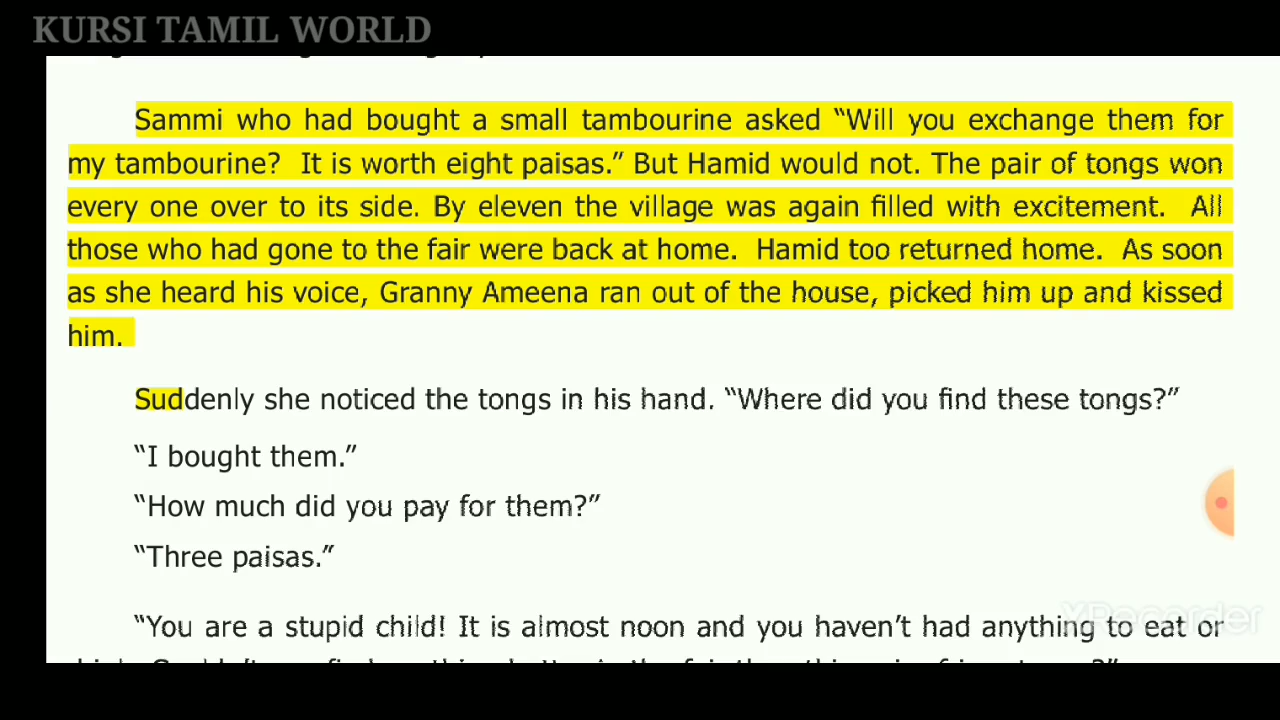 KURSI TAMIL WORLD
Sammi who had bought a small tambourine asked “Will you exchange them for
my tambourine? It is worth eight paisas.” But Hamid would not. The pair of tongs won
every one over to its side. By eleven the village was again filled with excitement. All
those who had gone to the fair were back at home. Hamid too returned home. As soon
as she heard his voice, Granny Ameena ran out of the house, picked him up and kissed
him.
Suddenly she noticed the tongs in his hand. “Where did you find these tongs?”
“I bought them.”
“How much did you pay for them?”
“Three paisas.”
XRecorder
“You are a stupid child! It is almost noon and you haven’t had anything to eat or